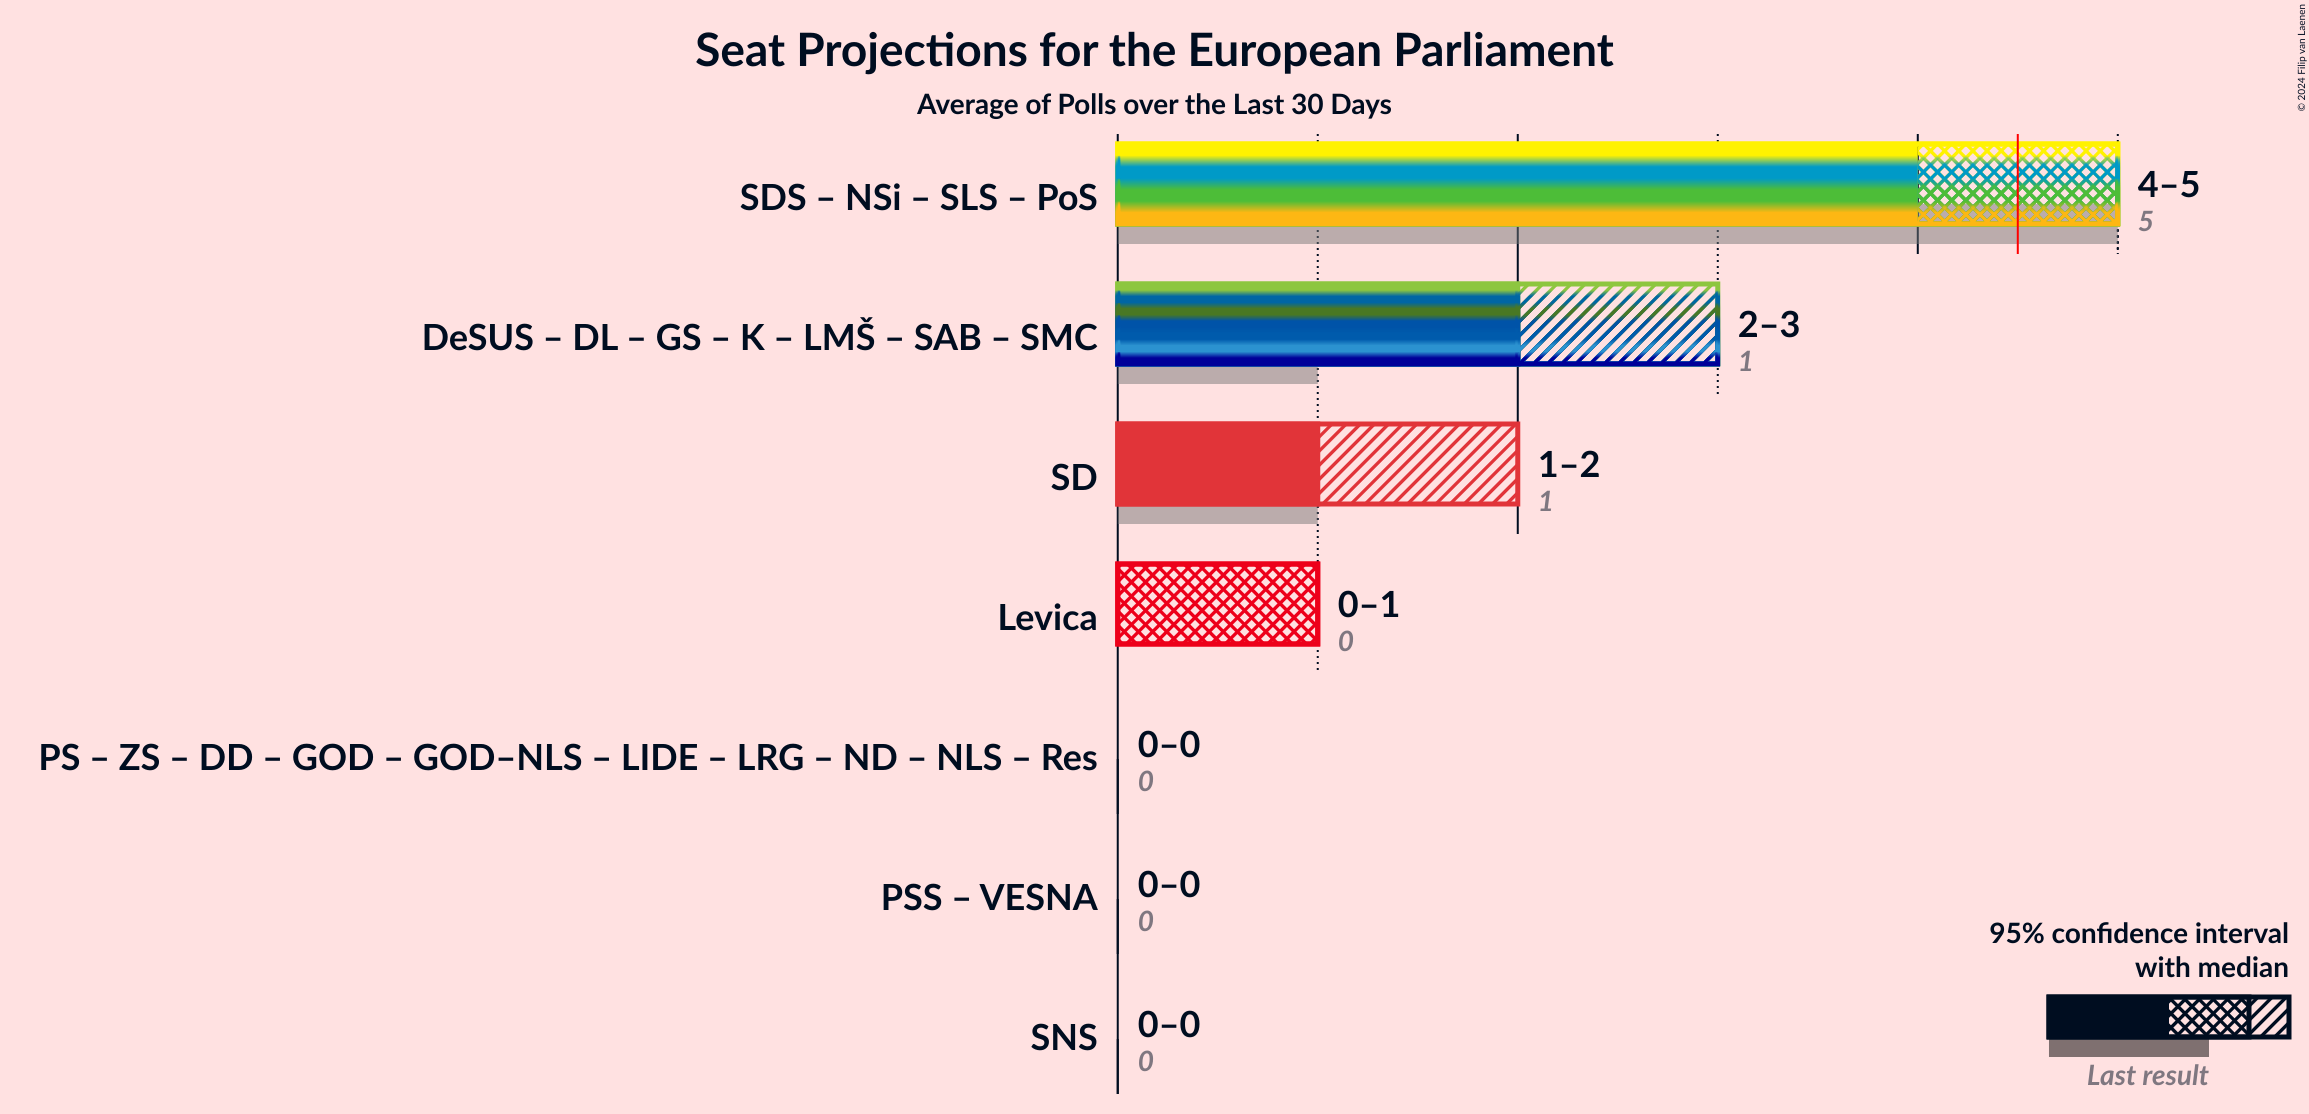 Seat Projections for the European Parliament
Average of Polls over the Last 30 Days
© 2024 Filip van Laenen
SDS – NSi – SLS – PoS
4–5
5
DeSUS – DL – GS – K – LMŠ – SAB – SMC
2–3
1
SD
1–2
1
Levica
0–1
0
PS – ZS – DD – GOD – GOD–NLS – LIDE – LRG – ND – NLS – Res
0–0
0
PSS – VESNA
0–0
0
SNS
0–0
0
95% confidence interval
with median
Last result